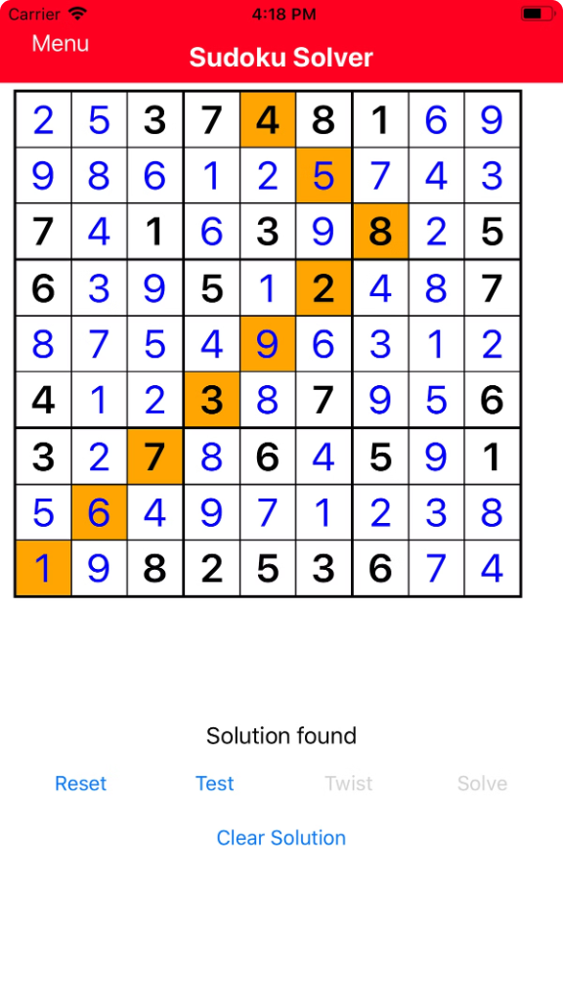 Carrier 4:18 PM
Menu
Sudoku Solver
2 5 3 7 4 8 1 6 9
9 8 6 1 2 5 7 4 3
7 4 1 6 3 9 8 2 5
6 3 9 5 1 2 4 8 7
8 7 5 4 9 6 3 1 2
4 1 2 3 8 7 9 5 6
3 2 7 8 6 4 5 9 1
5 6 4 9 7 1 2 3 8
1 9 8 2 5 3 6 7 4
Solution found
Reset Test Twist Solve
Clear Solution